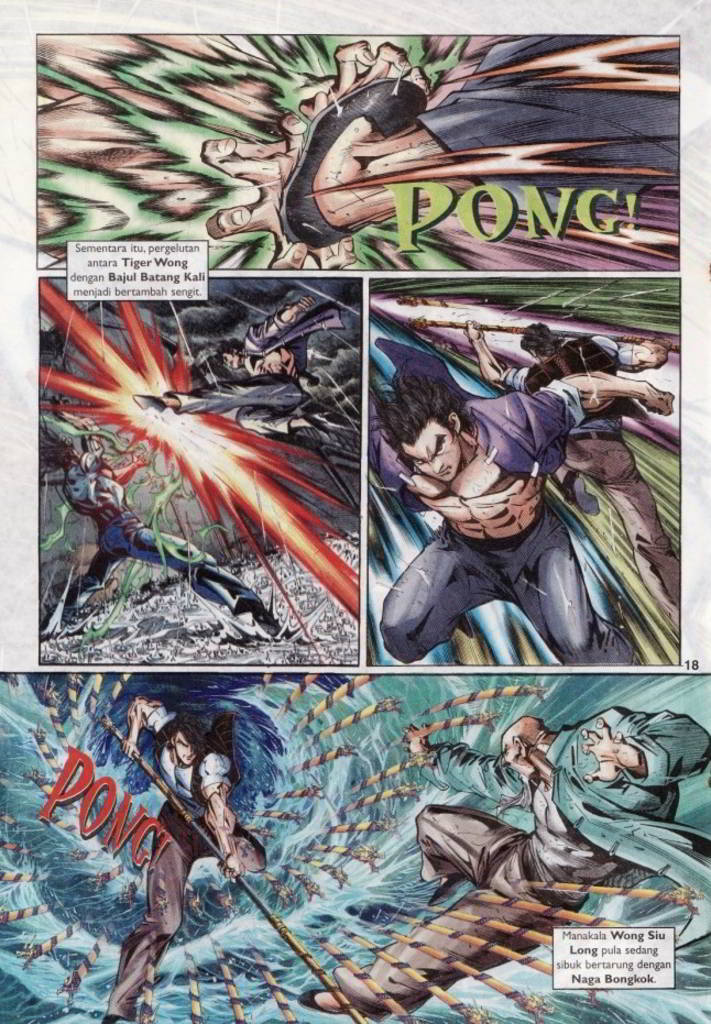 PONG!
Sementara itu, pergelutan
antara Tiger Wong
dengan Bajul Batang Kali
menjadi bertambah sengit.
18
PONG!
Manakala Wong Siu
Long pula sedang
sibuk bertarung dengan
Naga Bongkok.